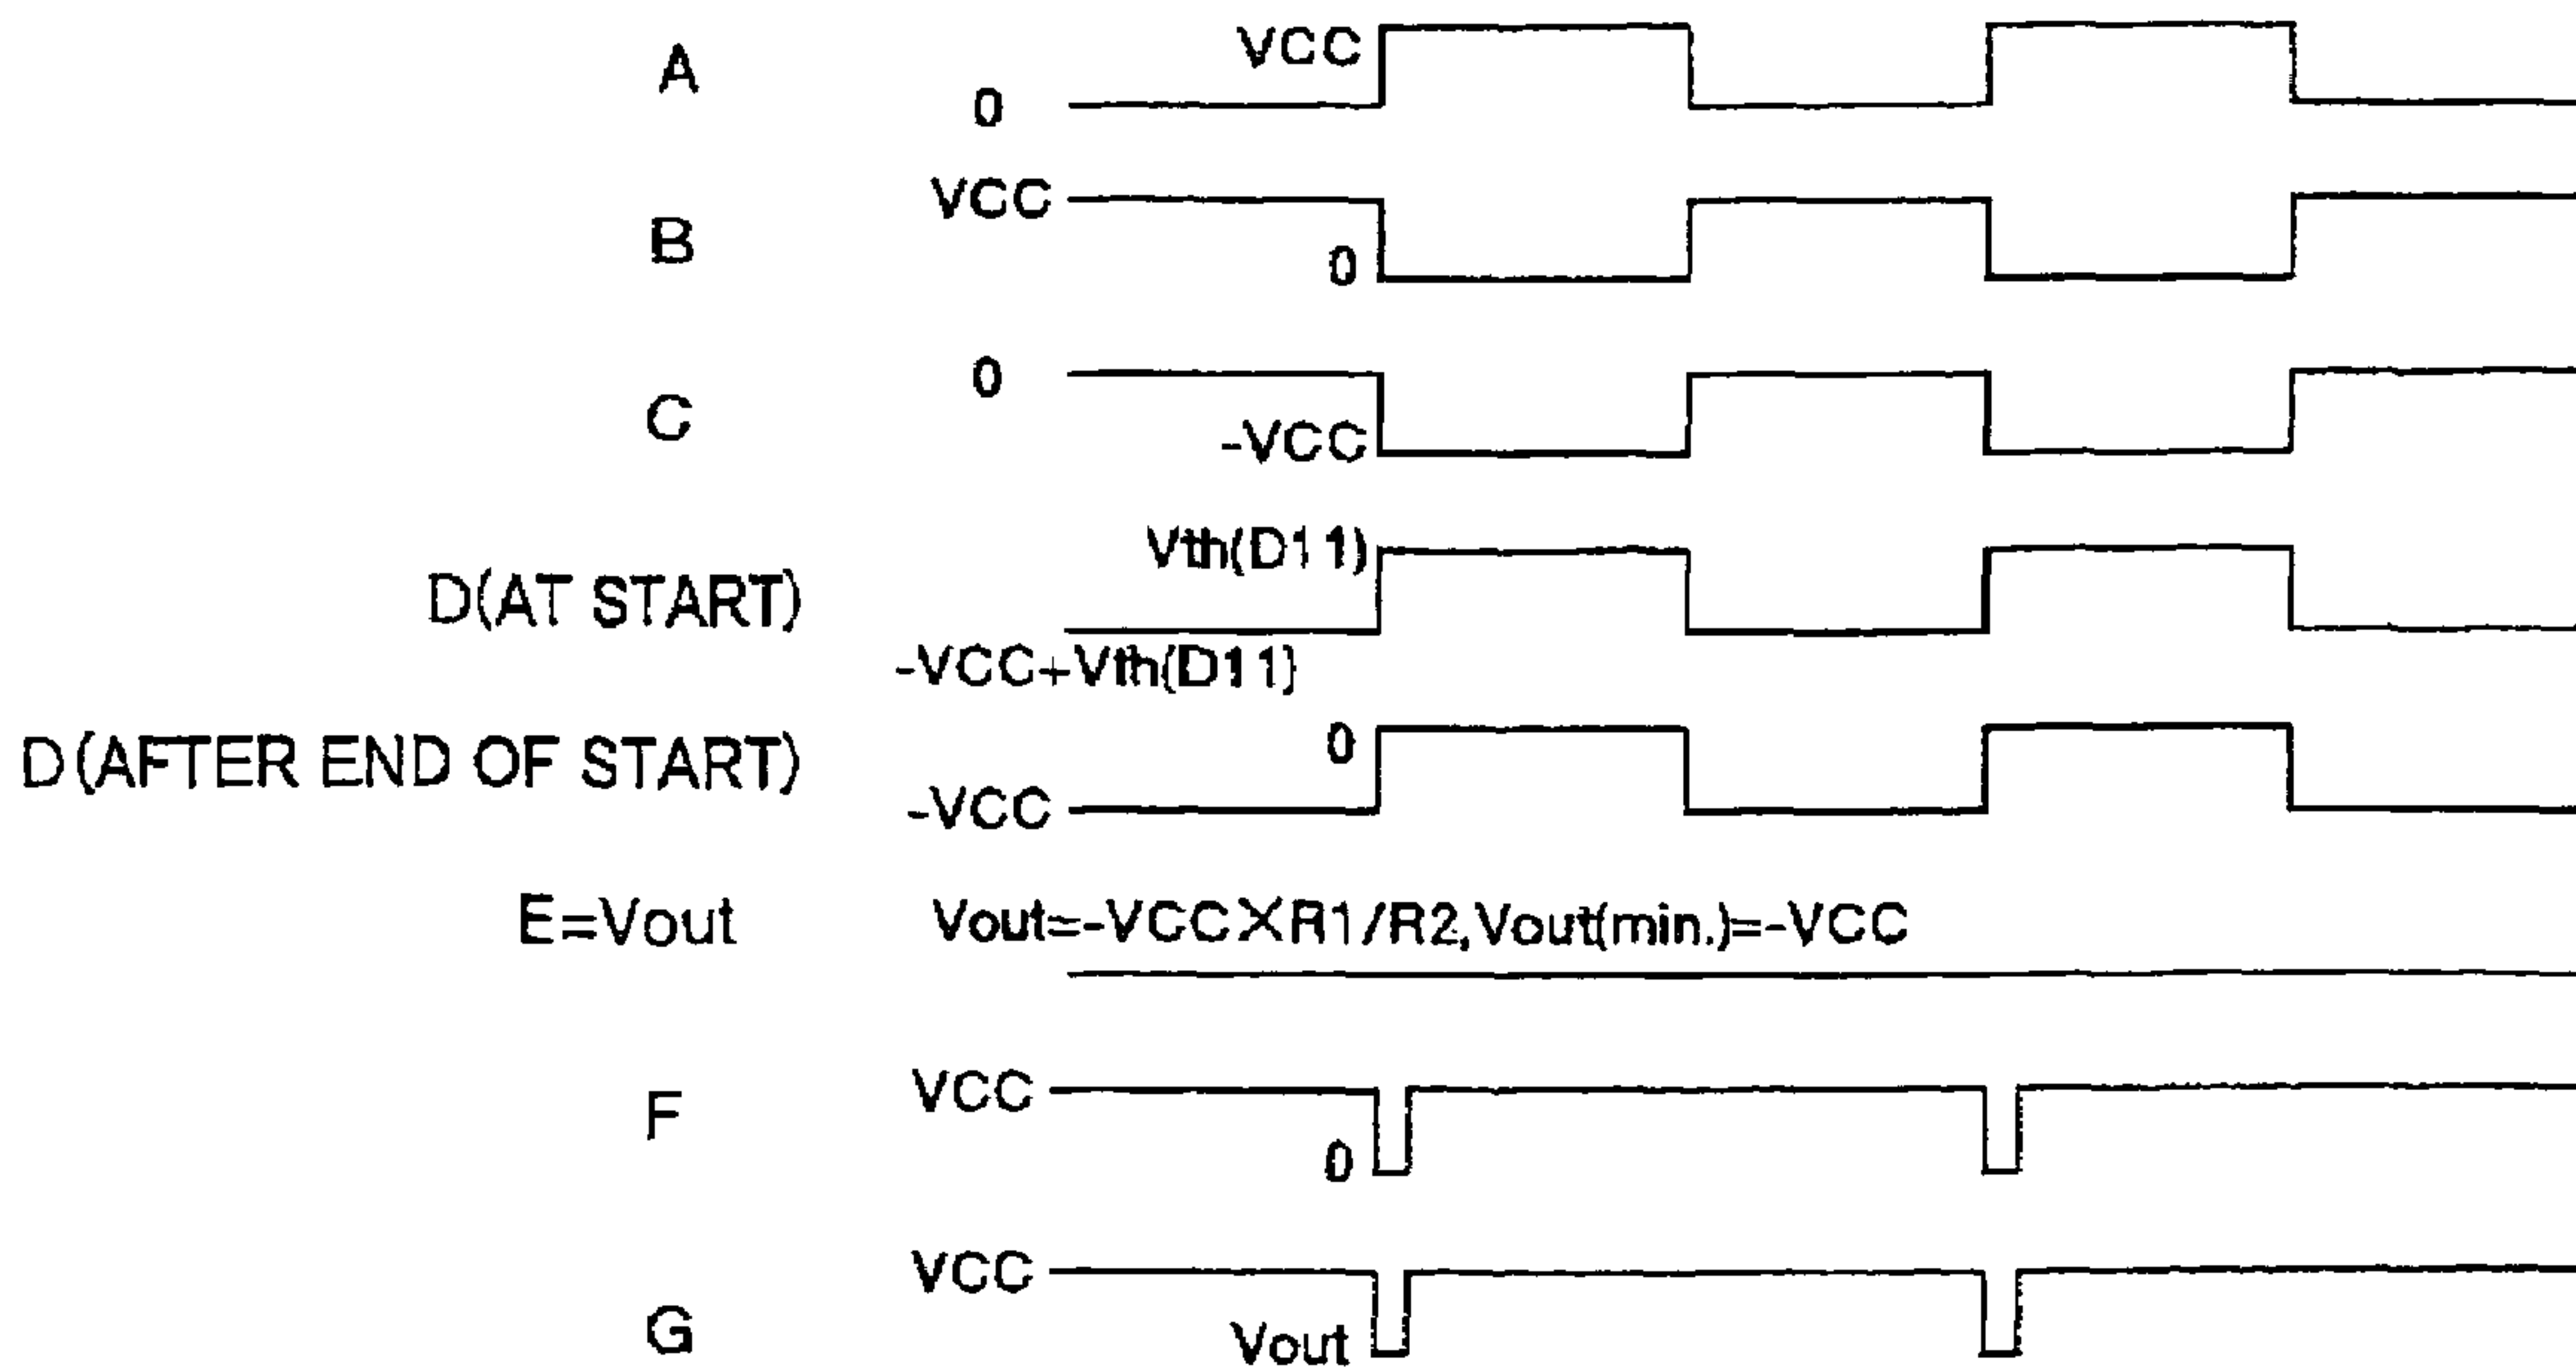 A
VCC
0
B
VCC
0
C
0
-VCC
D(AT START)
Vth(D11)
-VCC+Vth(D11)
D(AFTER END OF START)
0
-VCC
E=Vout
Vout=-VCC×R1/R2,Vout(min.)=-VCC
F
VCC
0
G
VCC
Vout